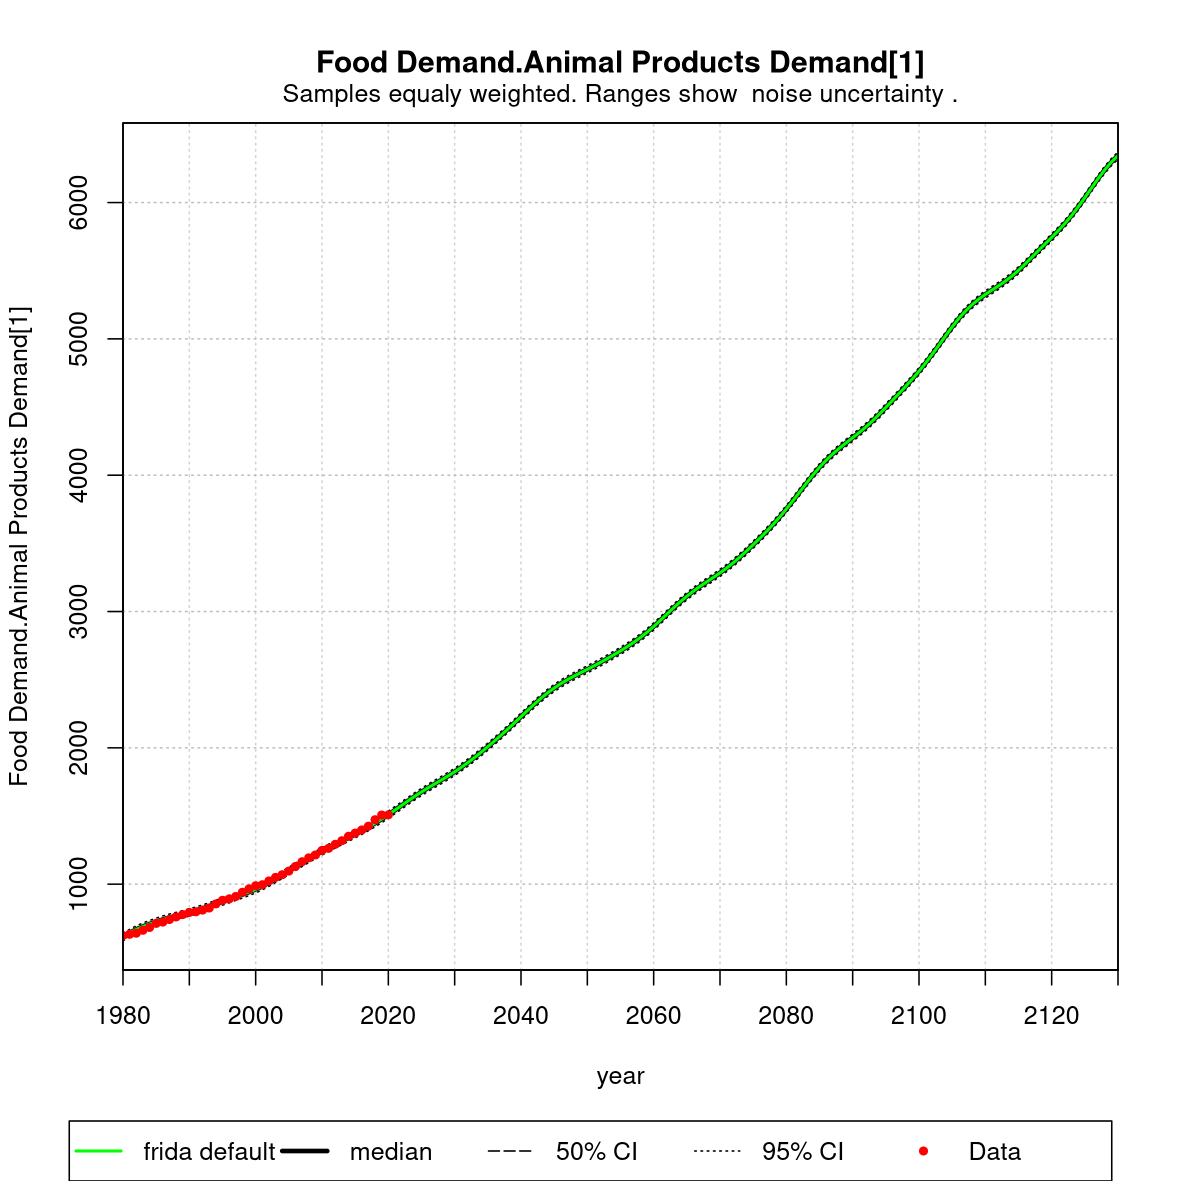 Food Demand.Animal Products Demand[1]
Samples equaly weighted. Ranges show  noise uncertainty .
Food Demand.Animal Products Demand[1]
6000
5000
4000
3000
2000
1000
1980 2000 2020 2040 2060 2080 2100 2120
year
frida default median 50% CI 95% CI Data